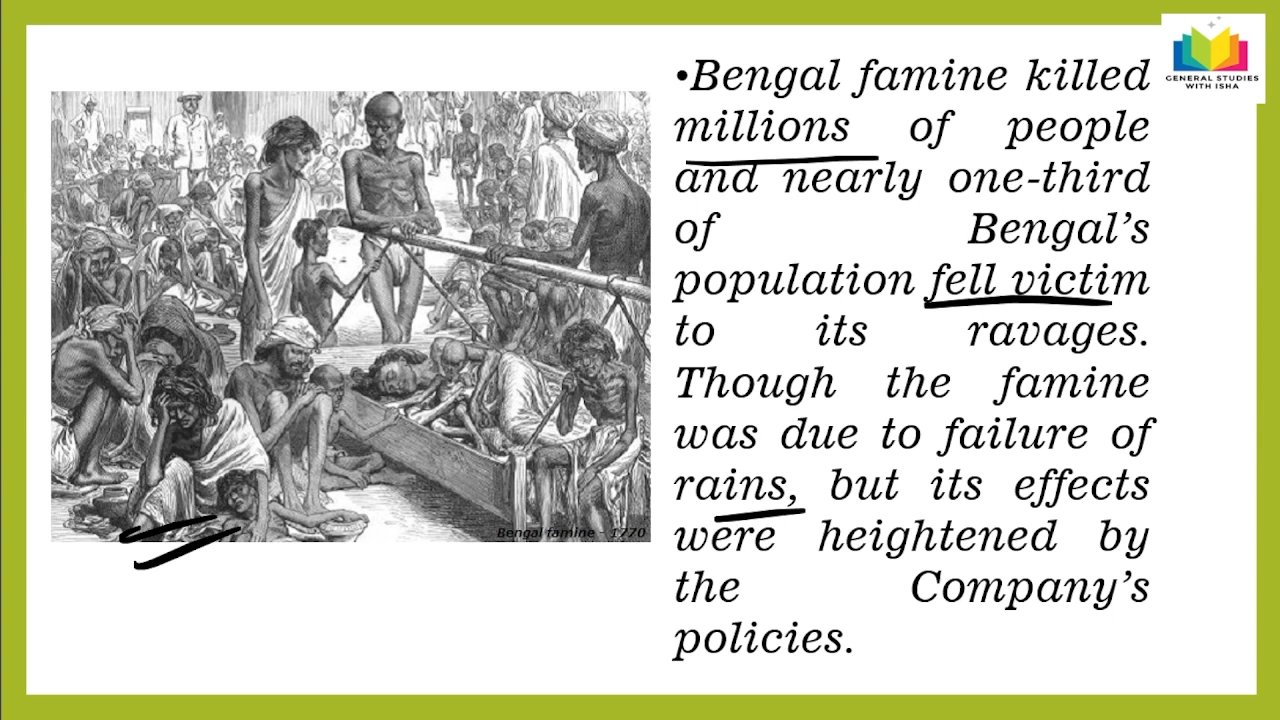 •Bengal famine killed
millions of people
and nearly one-third
of Bengal’s
population fell victim
to its ravages.
Though the famine
was due to failure of
rains, but its effects
were heightened by
the Company’s
policies.
Bengal famine - 1770
GENERAL STUDIES
WITH ISHA